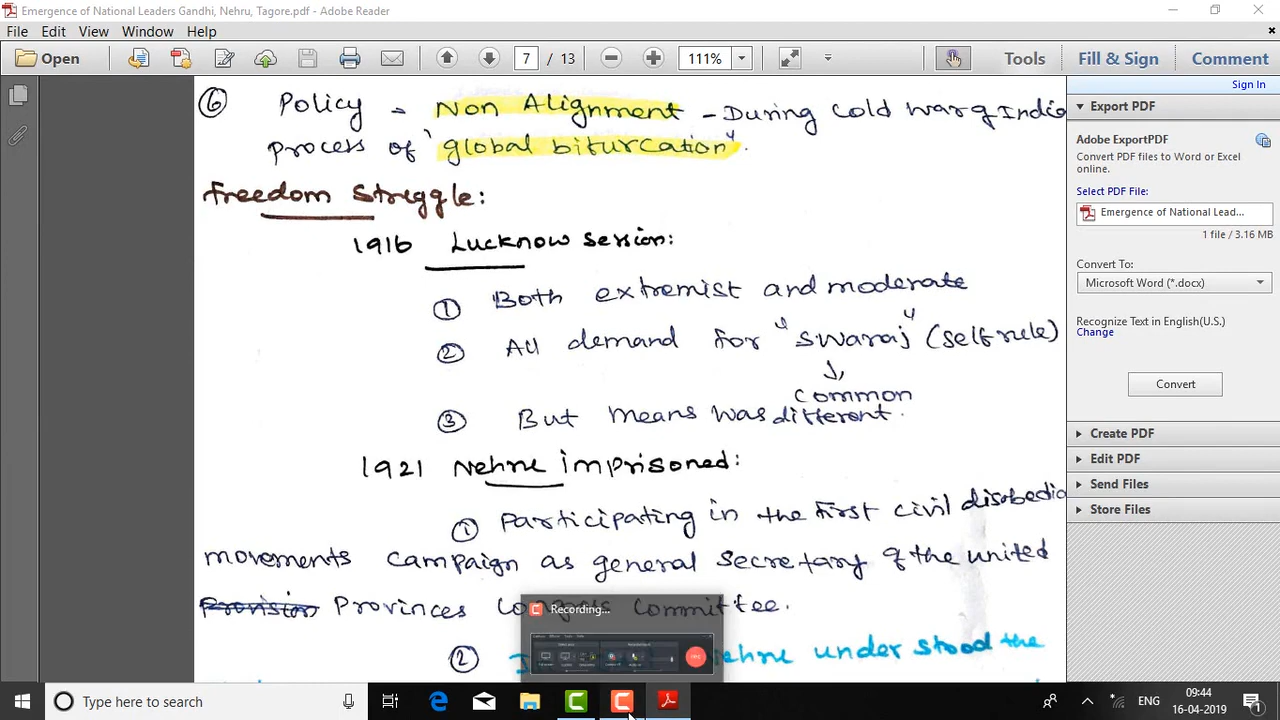 Emergence of National Leaders Gandhi, Nehru, Tagore.pdf - Adobe Reader
File Edit View Window Help
Open 7 / 13 111% Tools Fill & Sign Comment
Sign In
Export PDF
Adobe ExportPDF
Convert PDF files to Word or Excel
online.
Select PDF File:
Emergence of National Lead...
1 file / 3.16 MB
Convert To:
Microsoft Word (*.docx)
Recognize Text in English(U.S.)
Change
Convert
Create PDF
Edit PDF
Send Files
Store Files
⑥ Policy - Non Alignment - During Cold War of India
process of "global bifurcation".
Freedom Struggle:
1916 Lucknow session:
① Both extremist and moderate
② All demand for "swaraj" (self rule)
common
③ But means was different.
1921 Nehru imprisoned:
① Participating in the first civil disobedia
movements campaign as general secretary of the united
Provision Provinces committee.
② under stood the
Recording...
Type here to search
ENG
09:44
16-04-2019